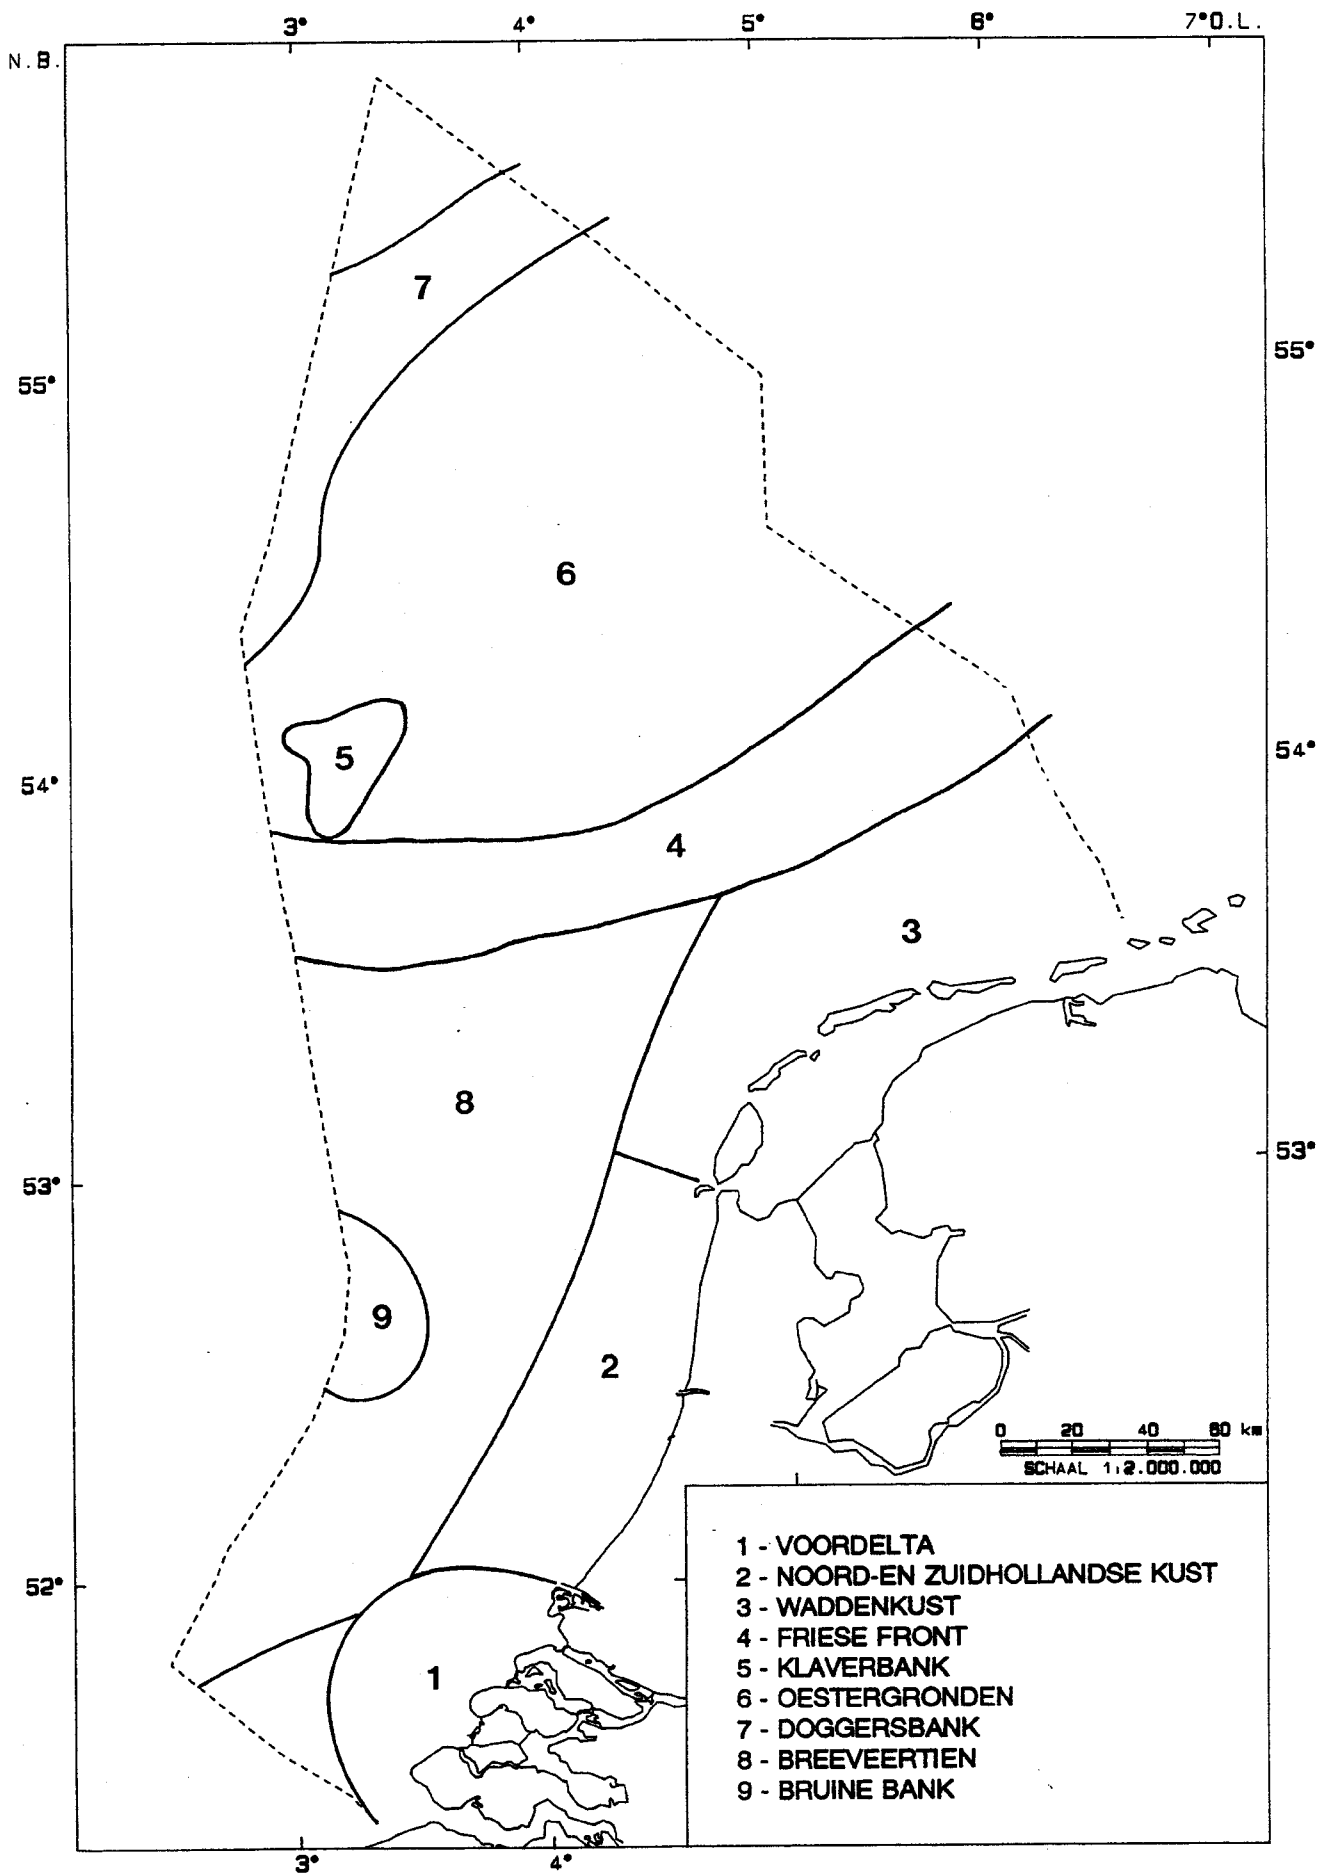 3° 4° 5° 6° 7°O.L.
N.B.
7
55°
55°
6
5
54°
54°
4
3
8
53°
53°
9
2
0 20 40 60 km
SCHAAL 1:2.000.000
52°
1
1 - VOORDELTA
2 - NOORD-EN ZUIDHOLLANDSE KUST
3 - WADDENKUST
4 - FRIESE FRONT
5 - KLAVERBANK
6 - OESTERGRONDEN
7 - DOGGERSBANK
8 - BREEVEERTIEN
9 - BRUINE BANK
3° 4°